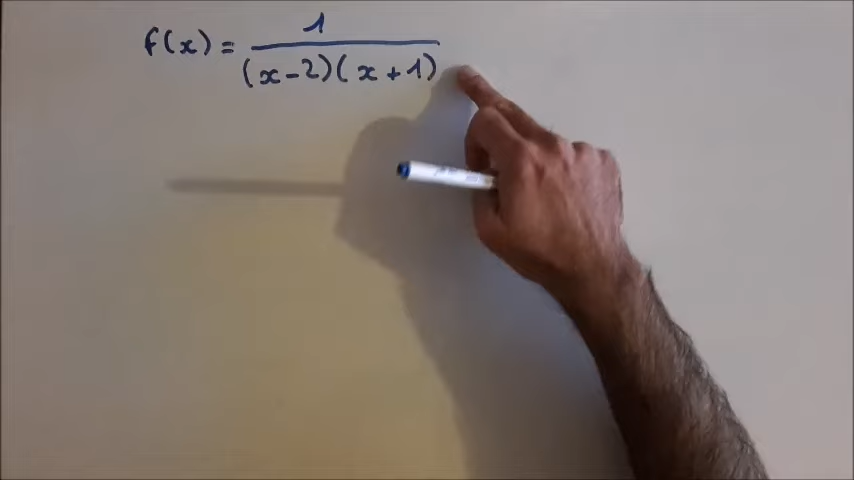 f(x) = 1 / (x-2)(x+1)